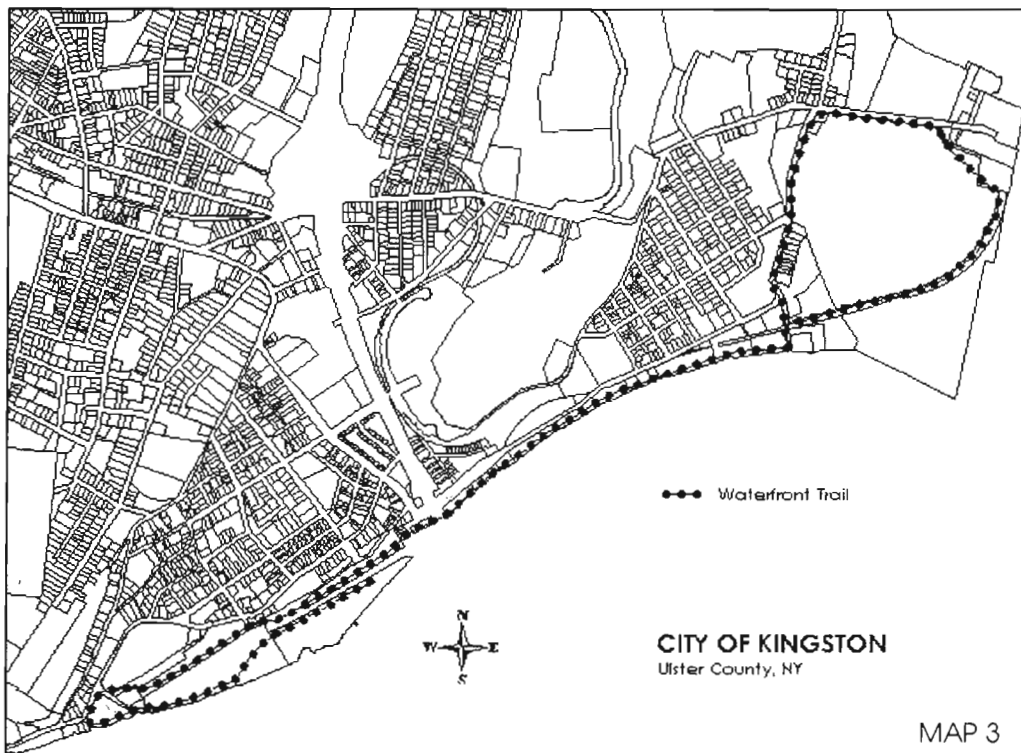 Waterfront Trail
N
W E
S
CITY OF KINGSTON
Ulster County, NY
MAP 3